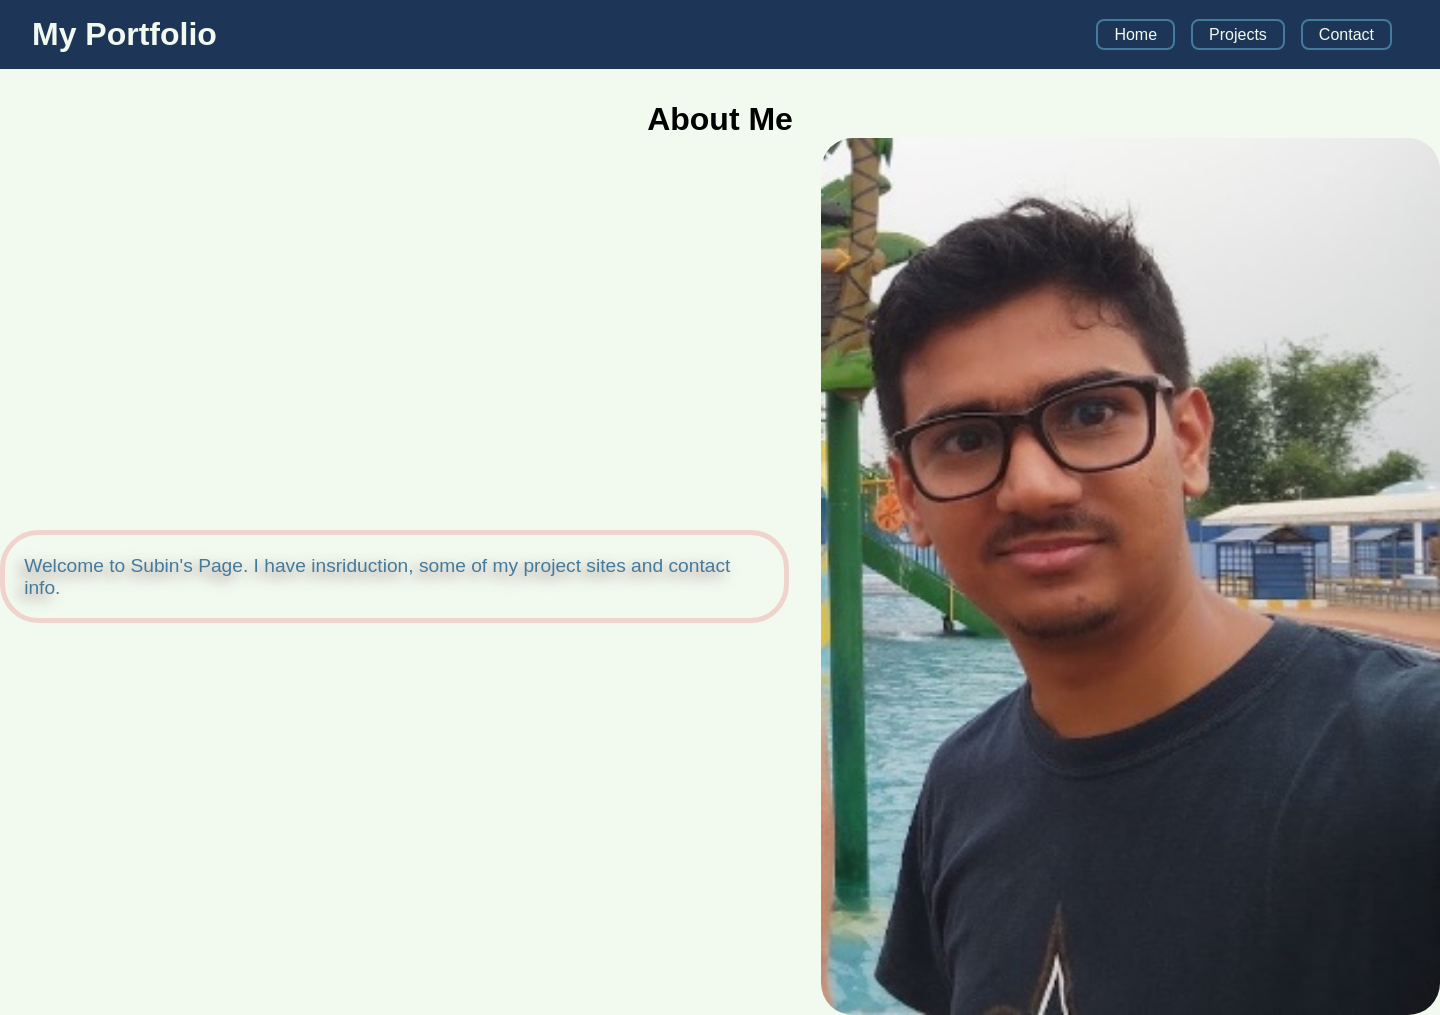 My Portfolio
Home
Projects
Contact
About Me
Welcome to Subin's Page. I have insriduction, some of my project sites and contact
info.